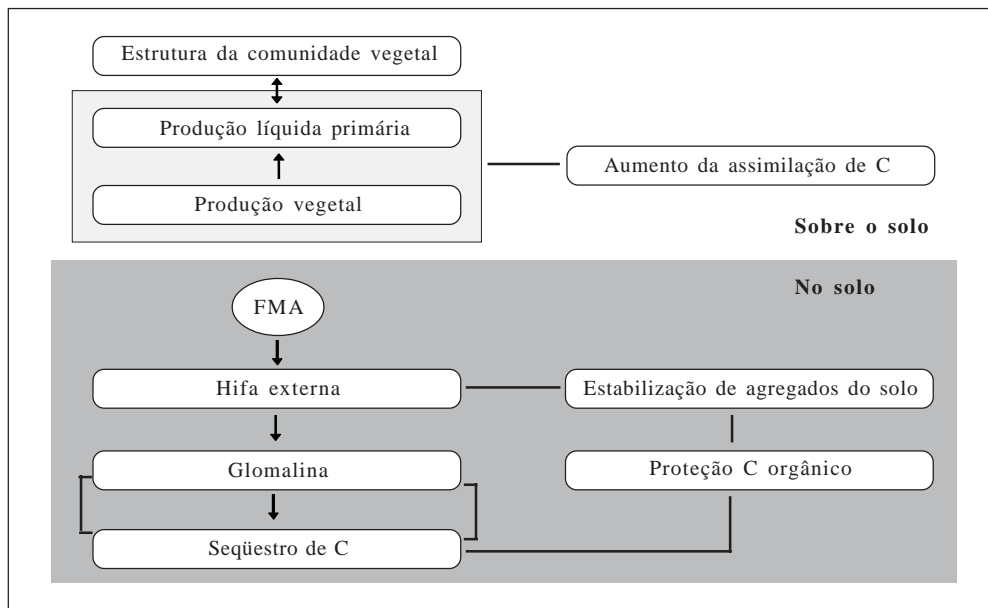 Estrutura da comunidade vegetal
Produção líquida primária
Produção vegetal
Aumento da assimilação de C
Sobre o solo
No solo
FMA
Hifa externa
Estabilização de agregados do solo
Glomalina
Proteção C orgânico
Seqüestro de C